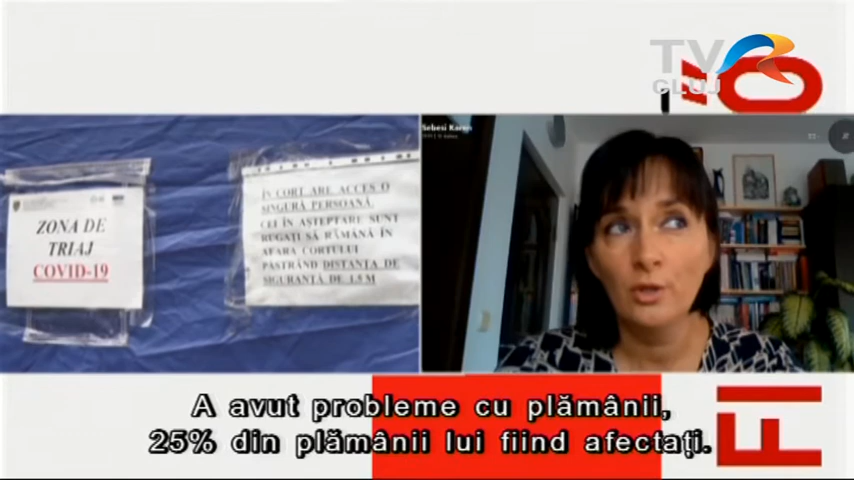 TVR
CLUJ
Sebesi Karen
ZONA DE
TRIAJ
COVID-19
ÎN CORT ARE ACCES O
SINGURĂ PERSOANĂ.
CEI ÎN AȘTEPTARE SUNT
RUGAȚI SĂ RĂMÂNĂ ÎN
AFARA CORTULUI
PĂSTRÂND DISTANȚA DE
SIGURANȚĂ DE 1,5 M
FI
A avut probleme cu plămânii,
25% din plămânii lui fiind afectați.